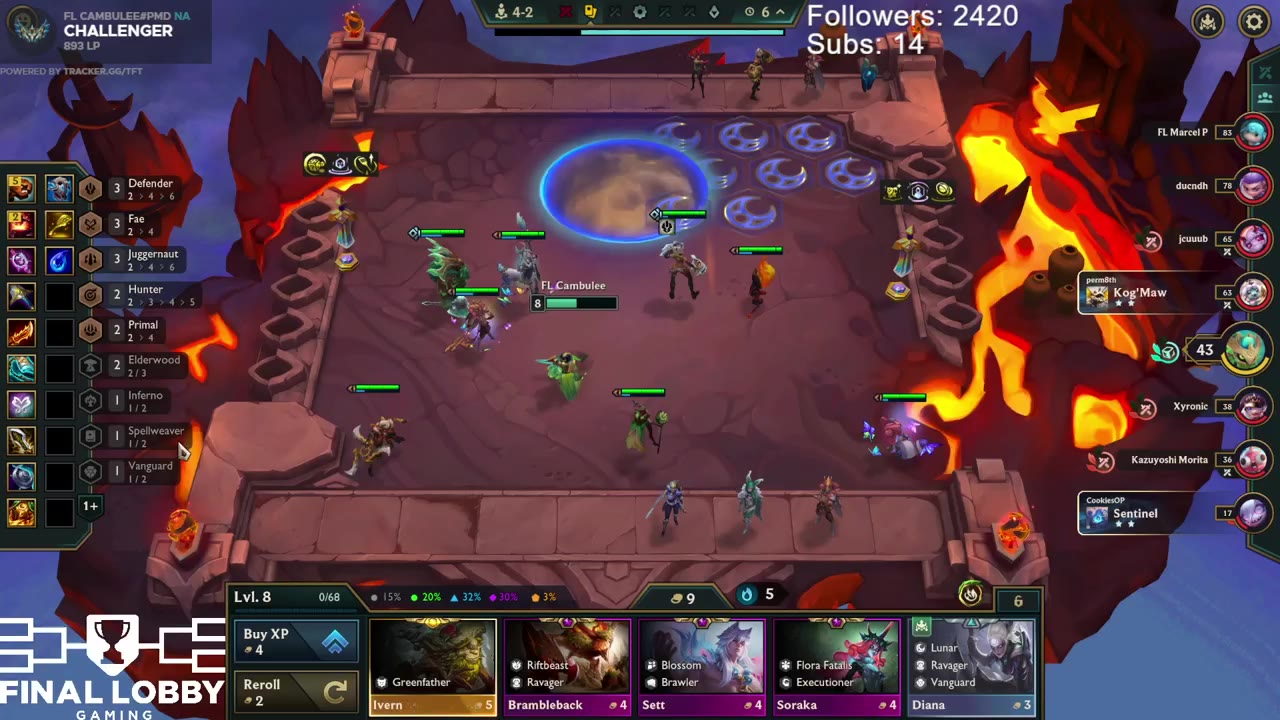 FL CAMBULEE#PMD NA
CHALLENGER
893 LP
POWERED BY TRACKER.GG/TFT
4-2
6
Followers: 2420
Subs: 14
3 Defender
2 > 4 > 6
3 Fae
2 > 4
3 Juggernaut
2 > 4 > 6
2 Hunter
2 > 3 > 4 > 5
2 Primal
2 > 4
2 Elderwood
2 / 3
1 Inferno
1 / 2
1 Spellweaver
1 / 2
1 Vanguard
1 / 2
1+
FL Cambulee
8
FL Marcel P 83
ducndh 78
jcuuub 65
perm8th
Kog'Maw
63
43
Xyronic 38
Kazuyoshi Morita 36
CookiesOP
Sentinel
17
Lvl. 8 0/68
15% 20% 32% 30% 3%
9
5
6
Buy XP
4
Reroll
2
Greenfather
Ivern 5
Riftbeast
Ravager
Brambleback 4
Blossom
Brawler
Sett 4
Flora Fatalis
Executioner
Soraka 4
Lunar
Ravager
Vanguard
Diana 3
FINAL LOBBY
GAMING